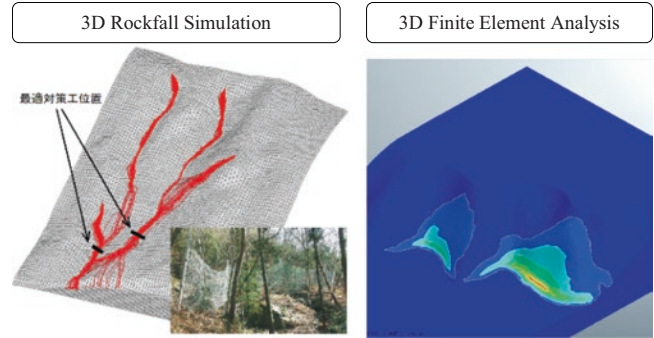 3D Rockfall Simulation
3D Finite Element Analysis
最適対策工位置